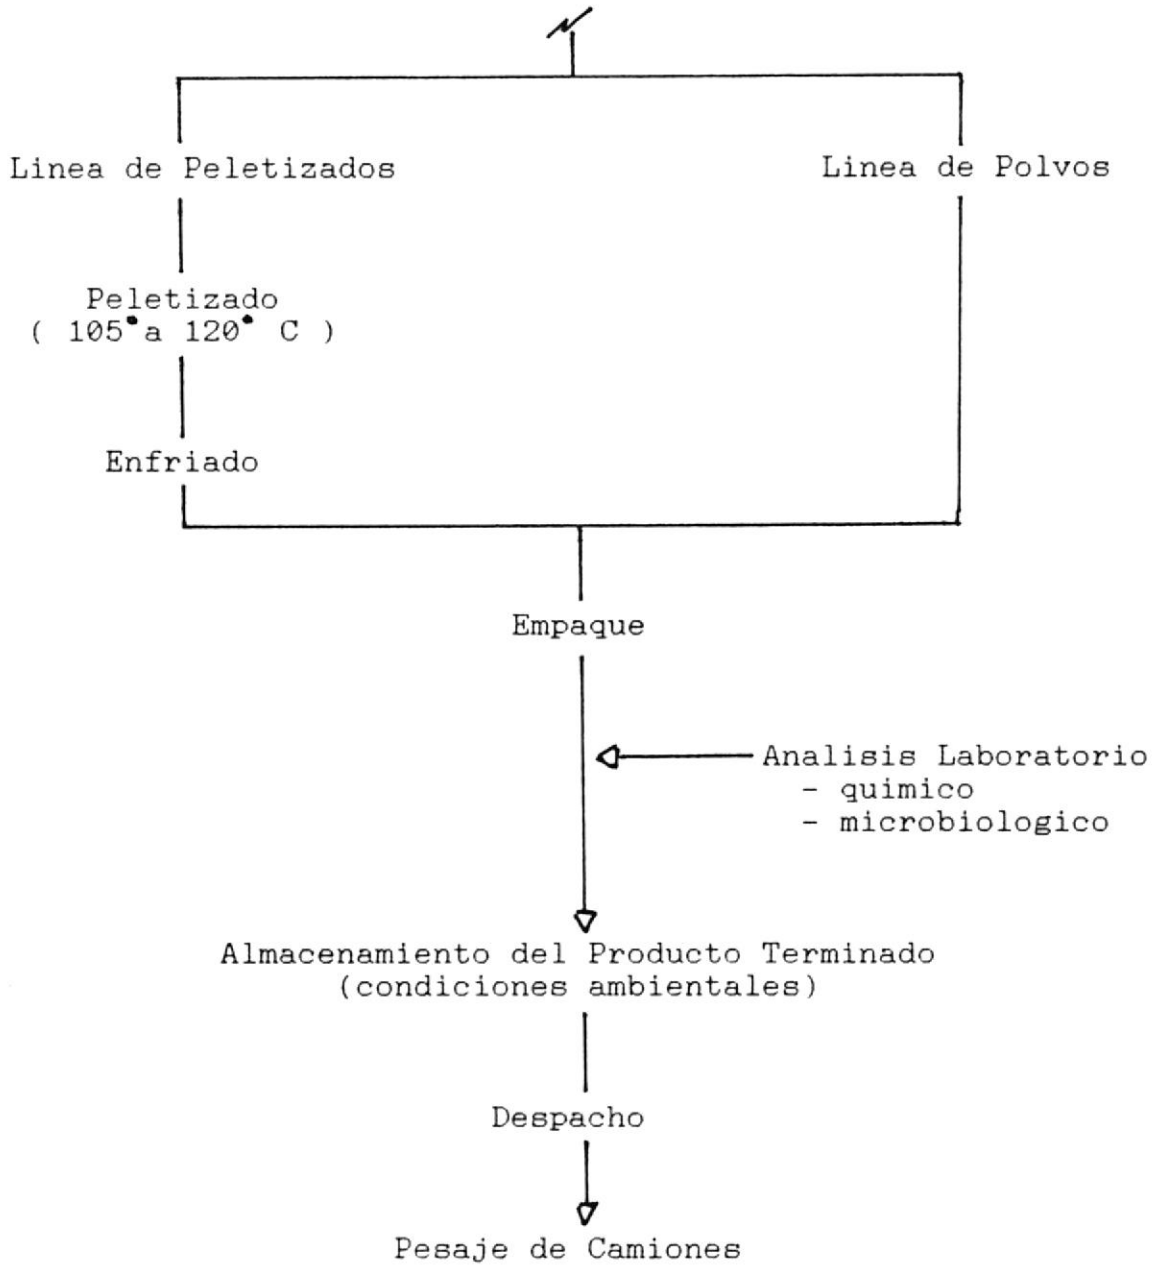 Linea de Peletizados
Linea de Polvos
Peletizado
( 105° a 120° C )
Enfriado
Empaque
Analisis Laboratorio
- quimico
- microbiologico
Almacenamiento del Producto Terminado
(condiciones ambientales)
Despacho
Pesaje de Camiones